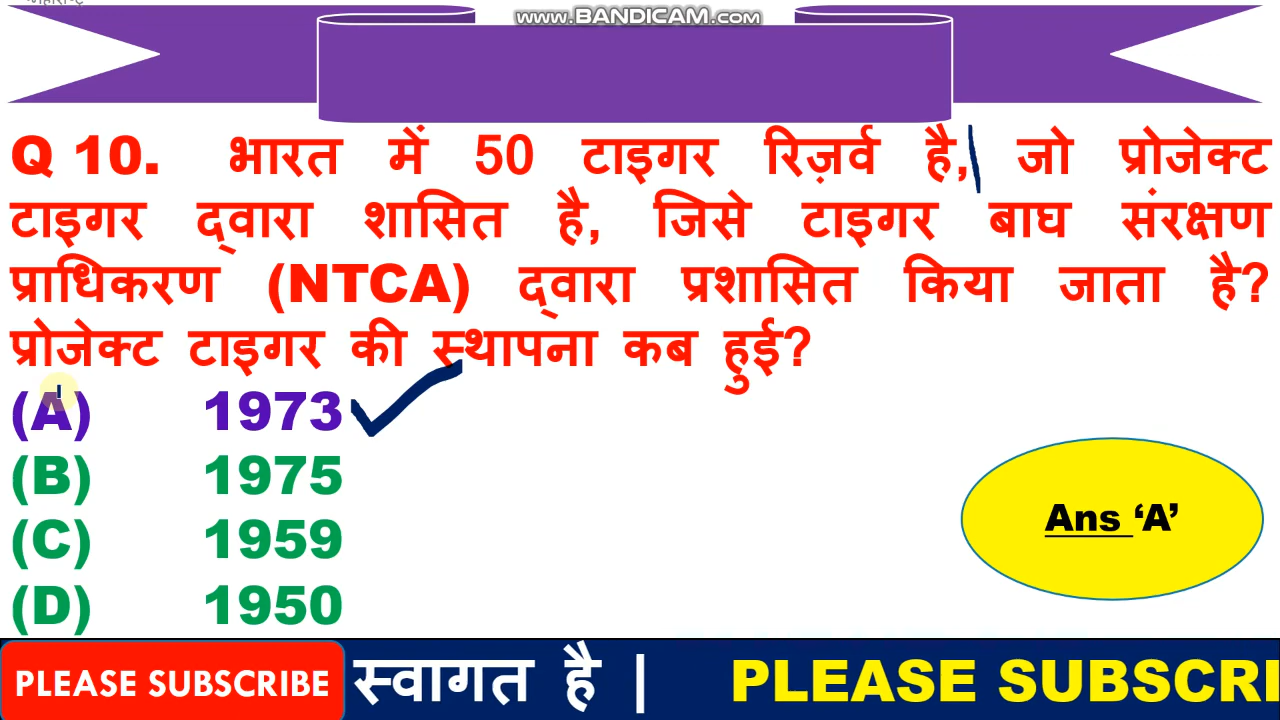 www.BANDICAM.com
Q 10. भारत में 50 टाइगर रिज़र्व है, जो प्रोजेक्ट
टाइगर द्वारा शासित है, जिसे टाइगर बाघ संरक्षण
प्राधिकरण (NTCA) द्वारा प्रशासित किया जाता है?
प्रोजेक्ट टाइगर की स्थापना कब हुई?
(A) 1973
(B) 1975
(C) 1959
(D) 1950
Ans ‘A’
PLEASE SUBSCRIBE स्वागत है | PLEASE SUBSCRI